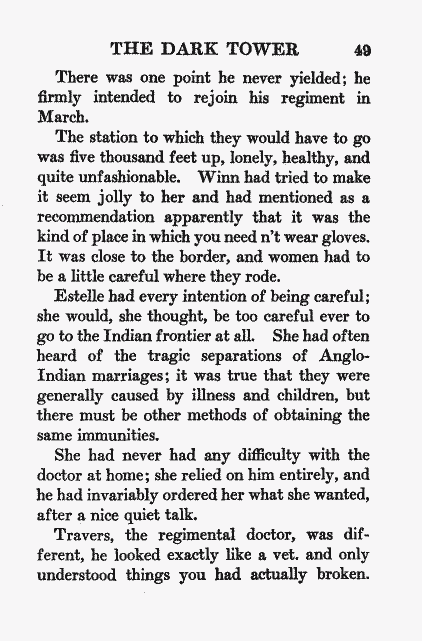 THE DARK TOWER 49
There was one point he never yielded; he
firmly intended to rejoin his regiment in
March.
The station to which they would have to go
was five thousand feet up, lonely, healthy, and
quite unfashionable. Winn had tried to make
it seem jolly to her and had mentioned as a
recommendation apparently that it was the
kind of place in which you need n't wear gloves.
It was close to the border, and women had to
be a little careful where they rode.
Estelle had every intention of being careful;
she would, she thought, be too careful ever to
go to the Indian frontier at all. She had often
heard of the tragic separations of Anglo-
Indian marriages; it was true that they were
generally caused by illness and children, but
there must be other methods of obtaining the
same immunities.
She had never had any difficulty with the
doctor at home; she relied on him entirely, and
he had invariably ordered her what she wanted,
after a nice quiet talk.
Travers, the regimental doctor, was dif-
ferent, he looked exactly like a vet. and only
understood things you had actually broken.